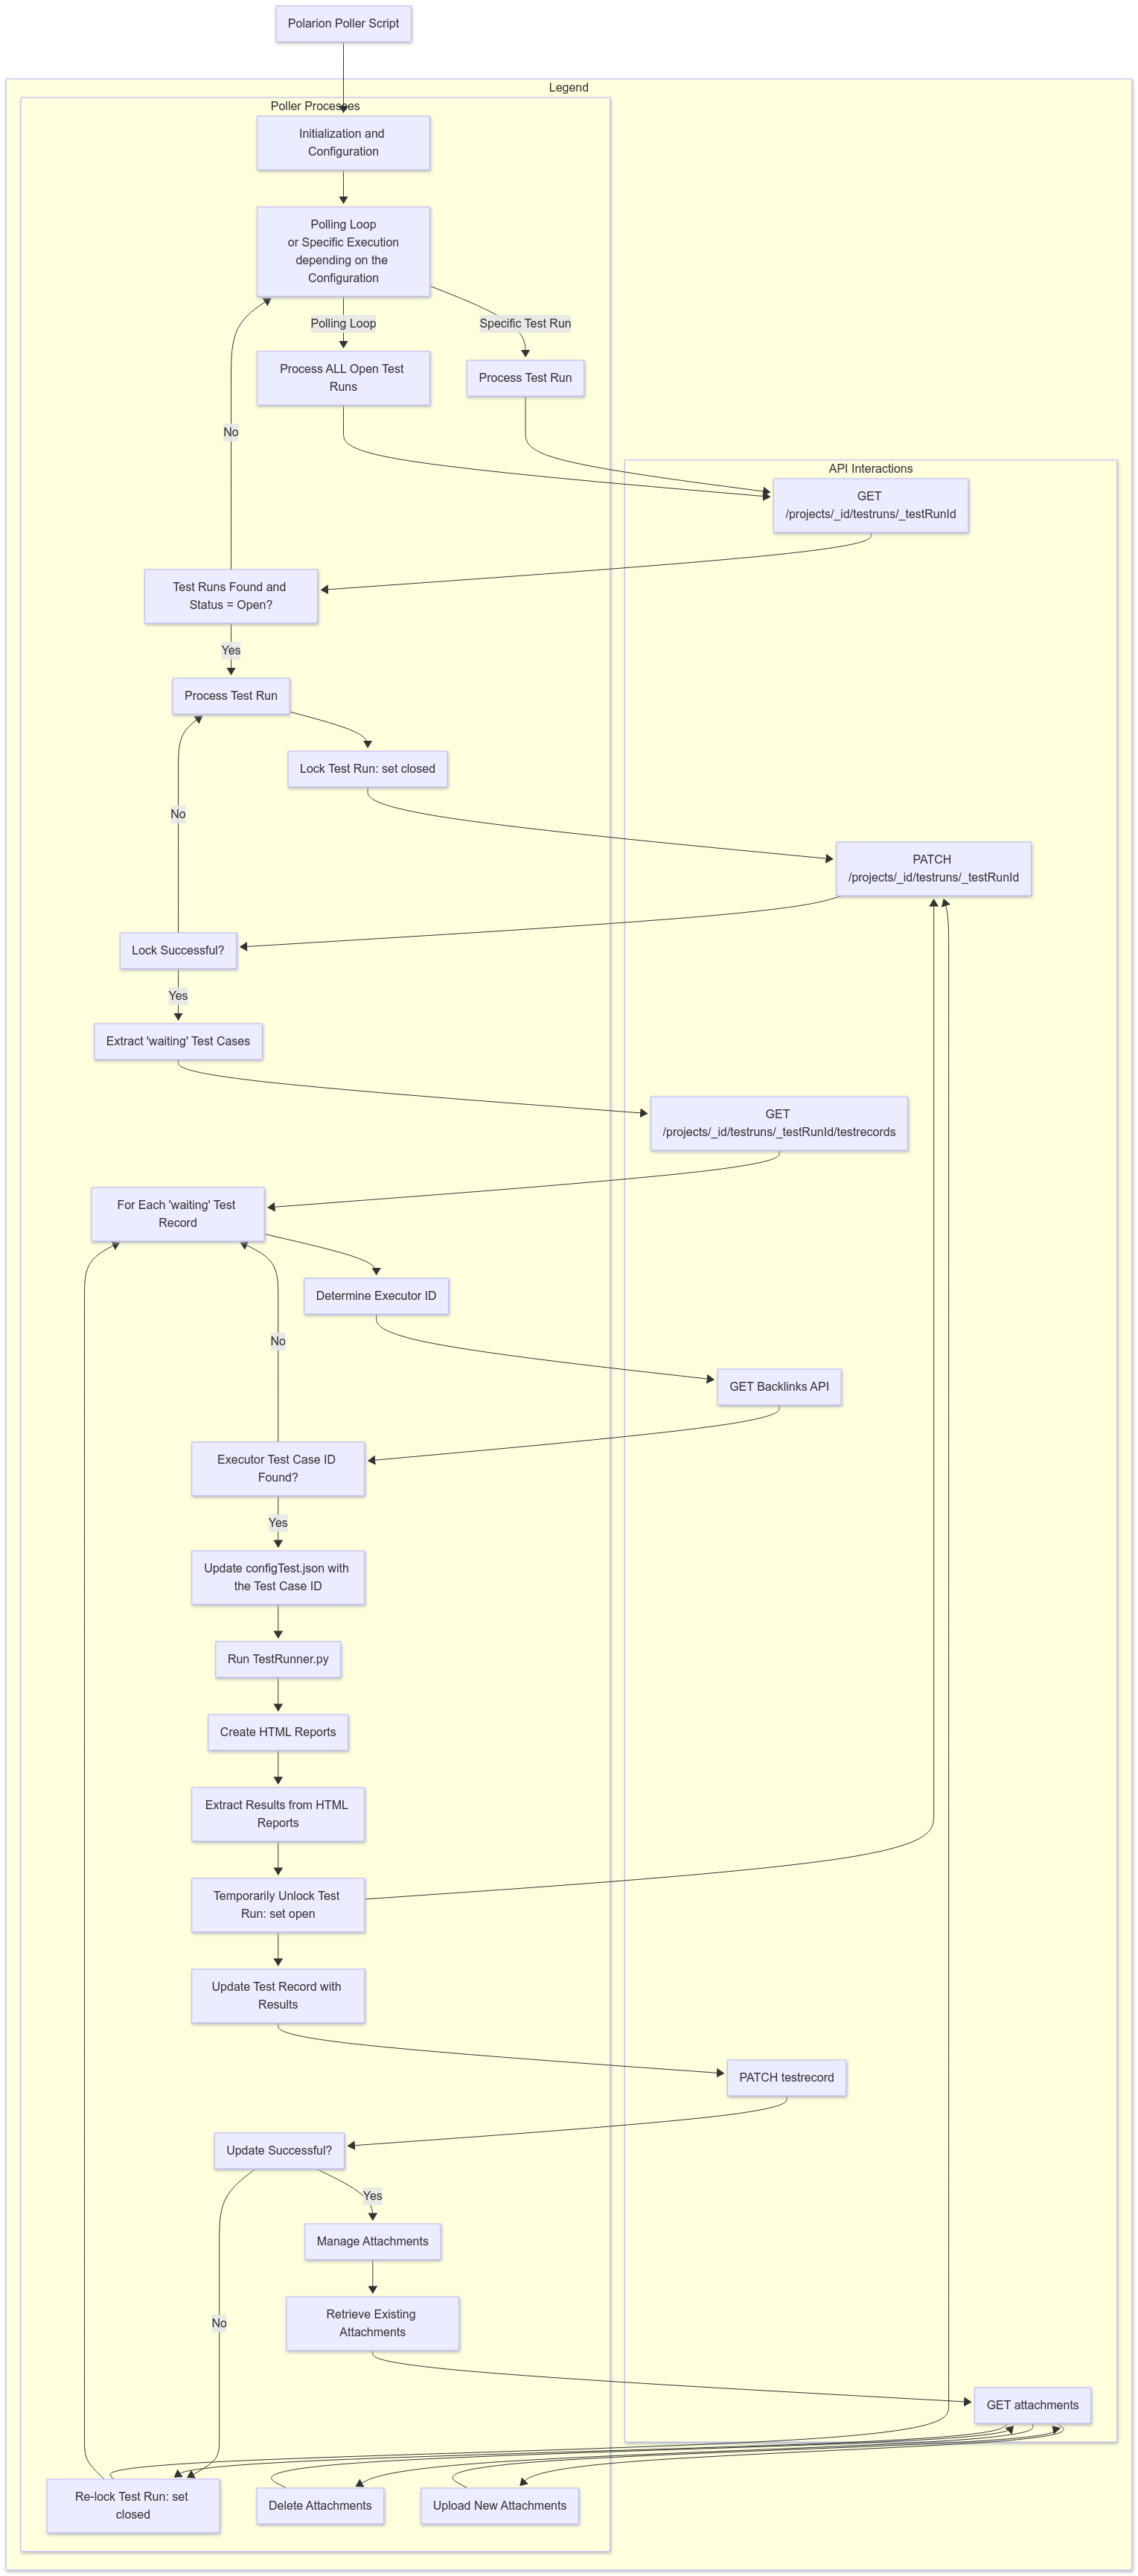 Polarion Poller Script
Legend
Poller Processes
Initialization and
Configuration
Polling Loop
or Specific Execution
depending on the
Configuration
Polling Loop
Specific Test Run
Process ALL Open Test
Runs
Process Test Run
No
API Interactions
GET
/projects/_id/testruns/_testRunId
Test Runs Found and
Status = Open?
Yes
Process Test Run
Lock Test Run: set closed
No
PATCH
/projects/_id/testruns/_testRunId
Lock Successful?
Yes
Extract 'waiting' Test Cases
GET
/projects/_id/testruns/_testRunId/testrecords
For Each 'waiting' Test
Record
Determine Executor ID
No
GET Backlinks API
Executor Test Case ID
Found?
Yes
Update configTest.json with
the Test Case ID
Run TestRunner.py
Create HTML Reports
Extract Results from HTML
Reports
Temporarily Unlock Test
Run: set open
Update Test Record with
Results
PATCH testrecord
Update Successful?
Yes
Manage Attachments
No
Retrieve Existing
Attachments
GET attachments
Re-lock Test Run: set
closed
Delete Attachments
Upload New Attachments